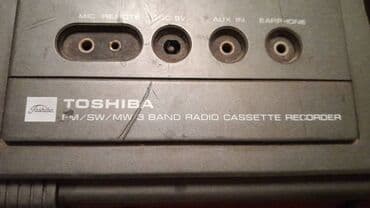 MIC REMOTE DC 6V AUX IN EARPHONE
Toshiba TOSHIBA
FM/SW/MW 3 BAND RADIO CASSETTE RECORDER